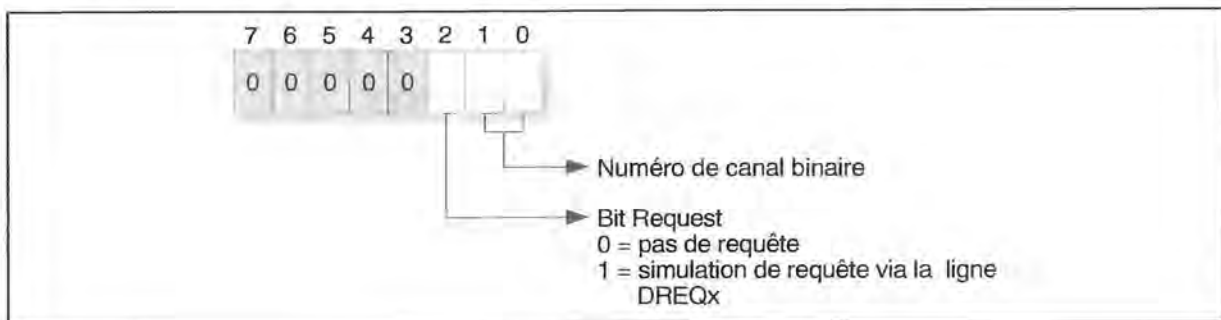 7 6 5 4 3 2 1 0
0 0 0 0 0
Numéro de canal binaire
Bit Request
0 = pas de requête
1 = simulation de requête via la ligne
DREQx